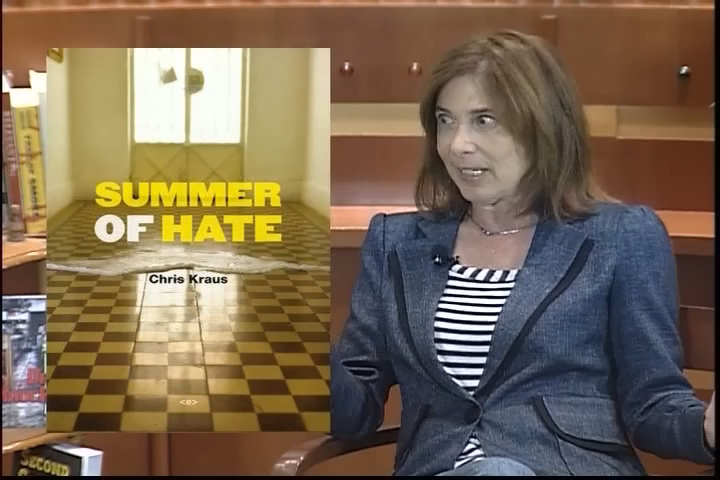 SUMMER
OF HATE
Chris Kraus
<e>
SECOND